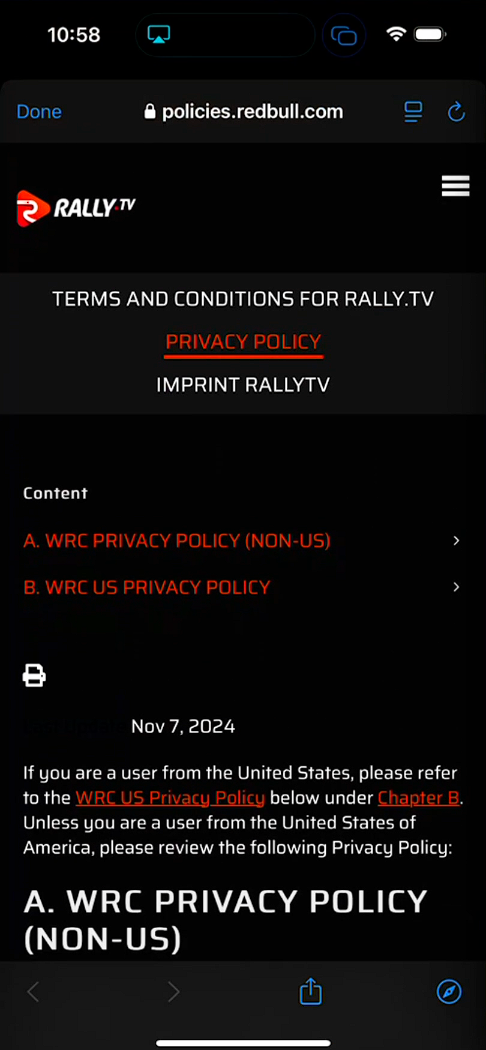 10:58
Done
policies.redbull.com
RALLY.TV
TERMS AND CONDITIONS FOR RALLY.TV
PRIVACY POLICY
IMPRINT RALLYTV
Content
A. WRC PRIVACY POLICY (NON-US)
B. WRC US PRIVACY POLICY
Nov 7, 2024
If you are a user from the United States, please refer
to the WRC US Privacy Policy below under Chapter B.
Unless you are a user from the United States of
America, please review the following Privacy Policy:
A. WRC PRIVACY POLICY
(NON-US)